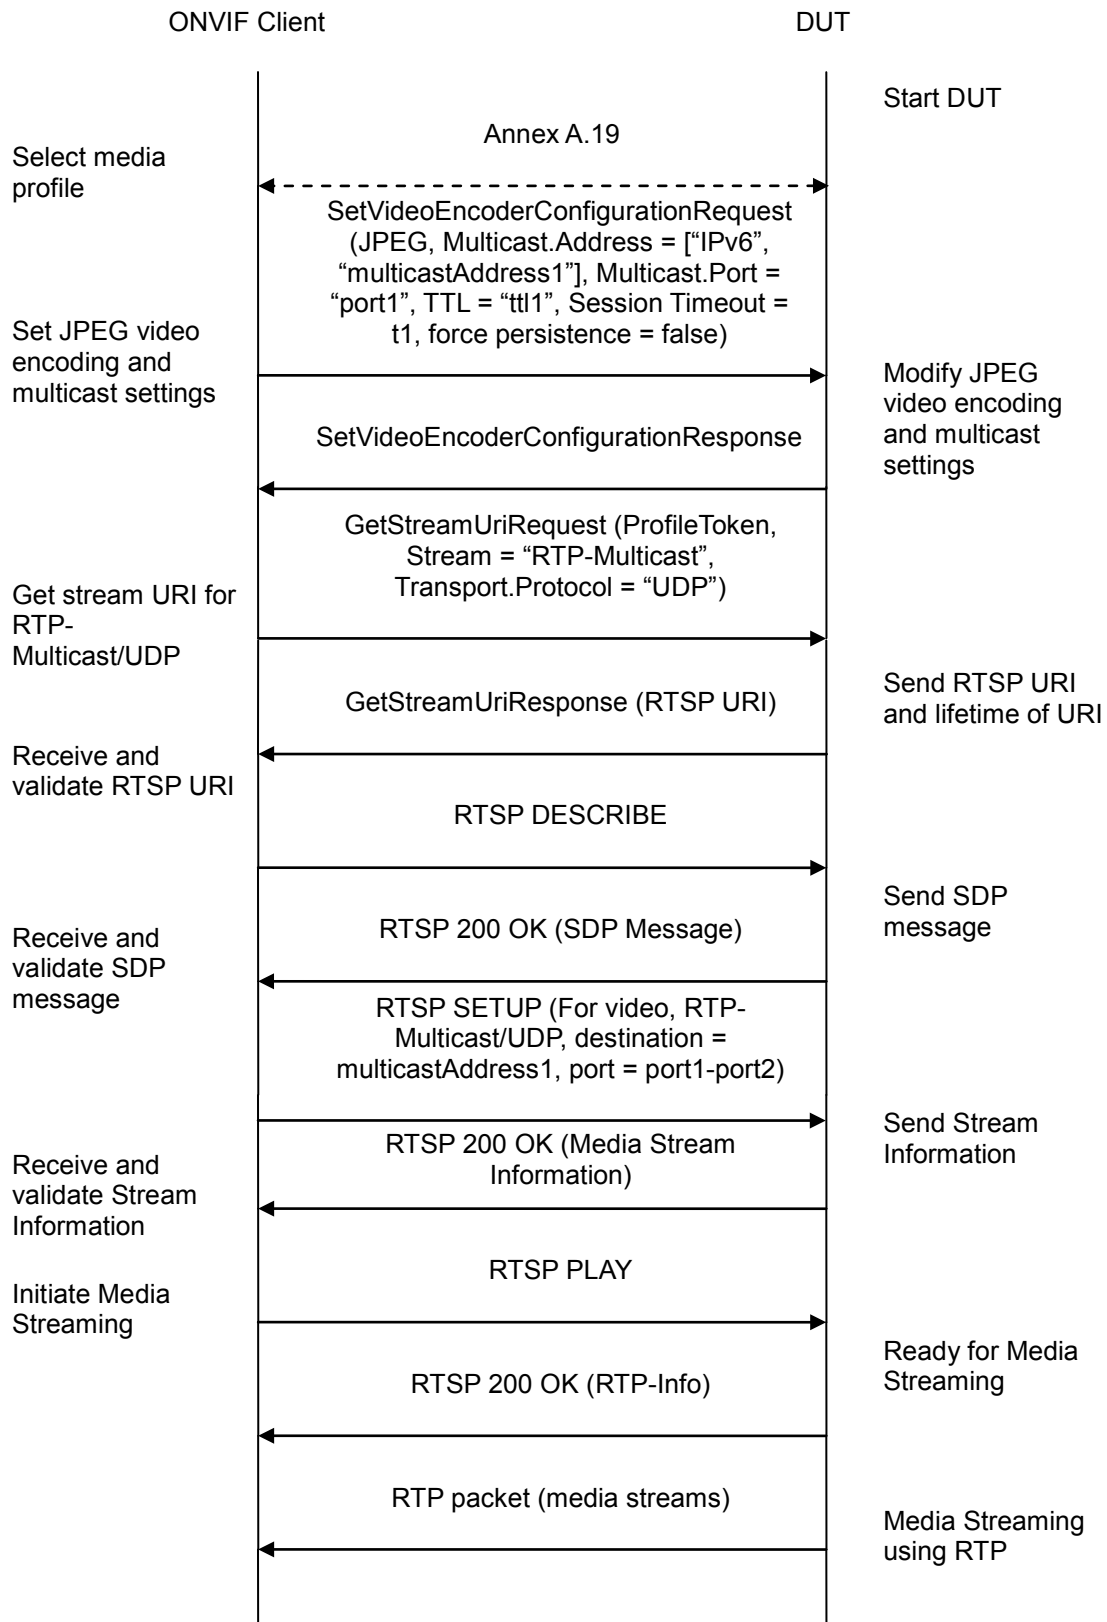 ONVIF Client
DUT
Start DUT
Annex A.19
Select media
profile
SetVideoEncoderConfigurationRequest
(JPEG, Multicast.Address = [“IPv6”,
“multicastAddress1”], Multicast.Port =
“port1”, TTL = “ttl1”, Session Timeout =
t1, force persistence = false)
Set JPEG video
encoding and
multicast settings
Modify JPEG
video encoding
and multicast
settings
SetVideoEncoderConfigurationResponse
GetStreamUriRequest (ProfileToken,
Stream = “RTP-Multicast”,
Transport.Protocol = “UDP”)
Get stream URI for
RTP-
Multicast/UDP
Send RTSP URI
and lifetime of URI
GetStreamUriResponse (RTSP URI)
Receive and
validate RTSP URI
RTSP DESCRIBE
Send SDP
message
RTSP 200 OK (SDP Message)
Receive and
validate SDP
message
RTSP SETUP (For video, RTP-
Multicast/UDP, destination =
multicastAddress1, port = port1-port2)
Send Stream
Information
RTSP 200 OK (Media Stream
Information)
Receive and
validate Stream
Information
RTSP PLAY
Initiate Media
Streaming
Ready for Media
Streaming
RTSP 200 OK (RTP-Info)
RTP packet (media streams)
Media Streaming
using RTP